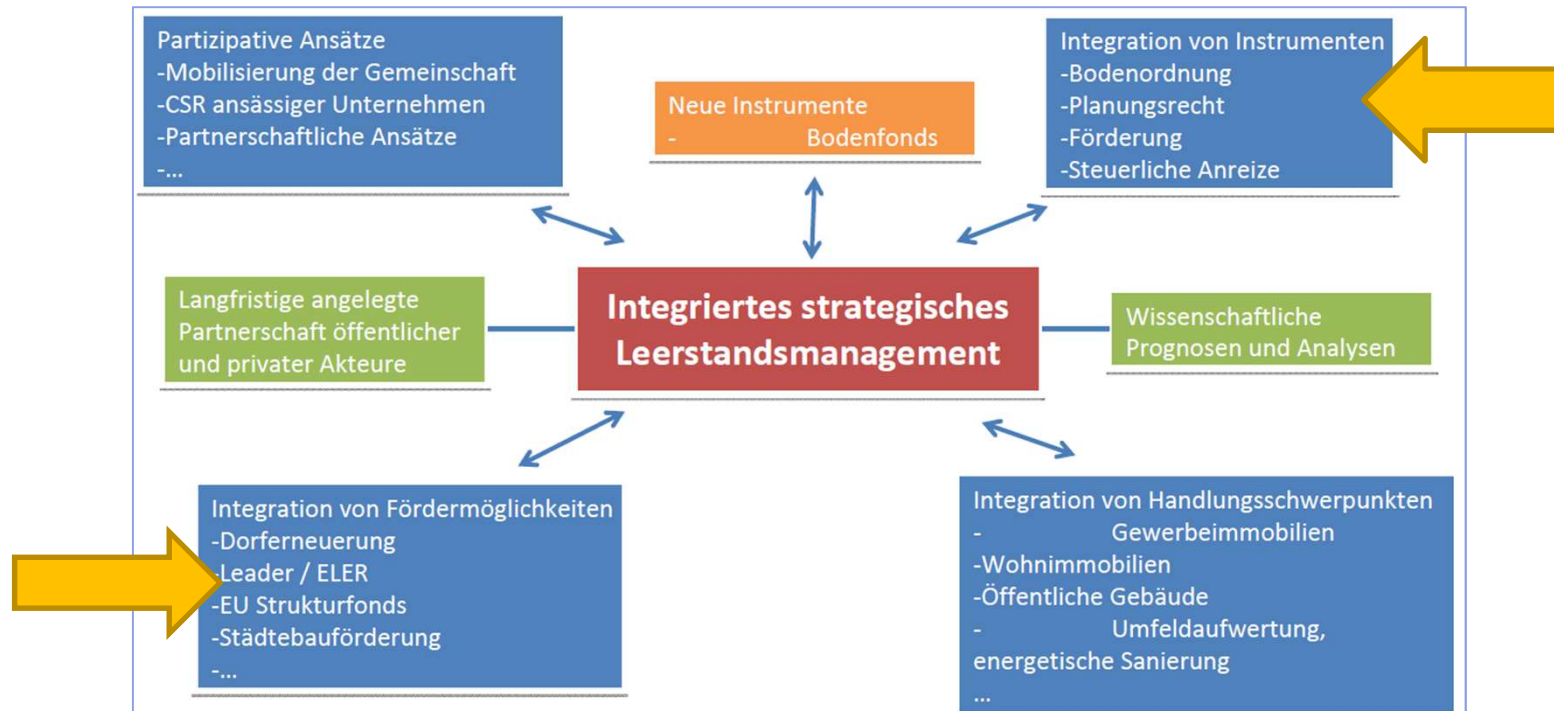 Partizipative Ansätze
-Mobilisierung der Gemeinschaft
-CSR ansässiger Unternehmen
-Partnerschaftliche Ansätze
-...
Neue Instrumente
- Bodenfonds
Integration von Instrumenten
-Bodenordnung
-Planungsrecht
-Förderung
-Steuerliche Anreize
Langfristige angelegte
Partnerschaft öffentlicher
und privater Akteure
Integriertes strategisches
Leerstandsmanagement
Wissenschaftliche
Prognosen und Analysen
Integration von Fördermöglichkeiten
-Dorferneuerung
-Leader / ELER
-EU Strukturfonds
-Städtebauförderung
-...
Integration von Handlungsschwerpunkten
- Gewerbeimmobilien
-Wohnimmobilien
-Öffentliche Gebäude
- Umfeldaufwertung,
energetische Sanierung
...